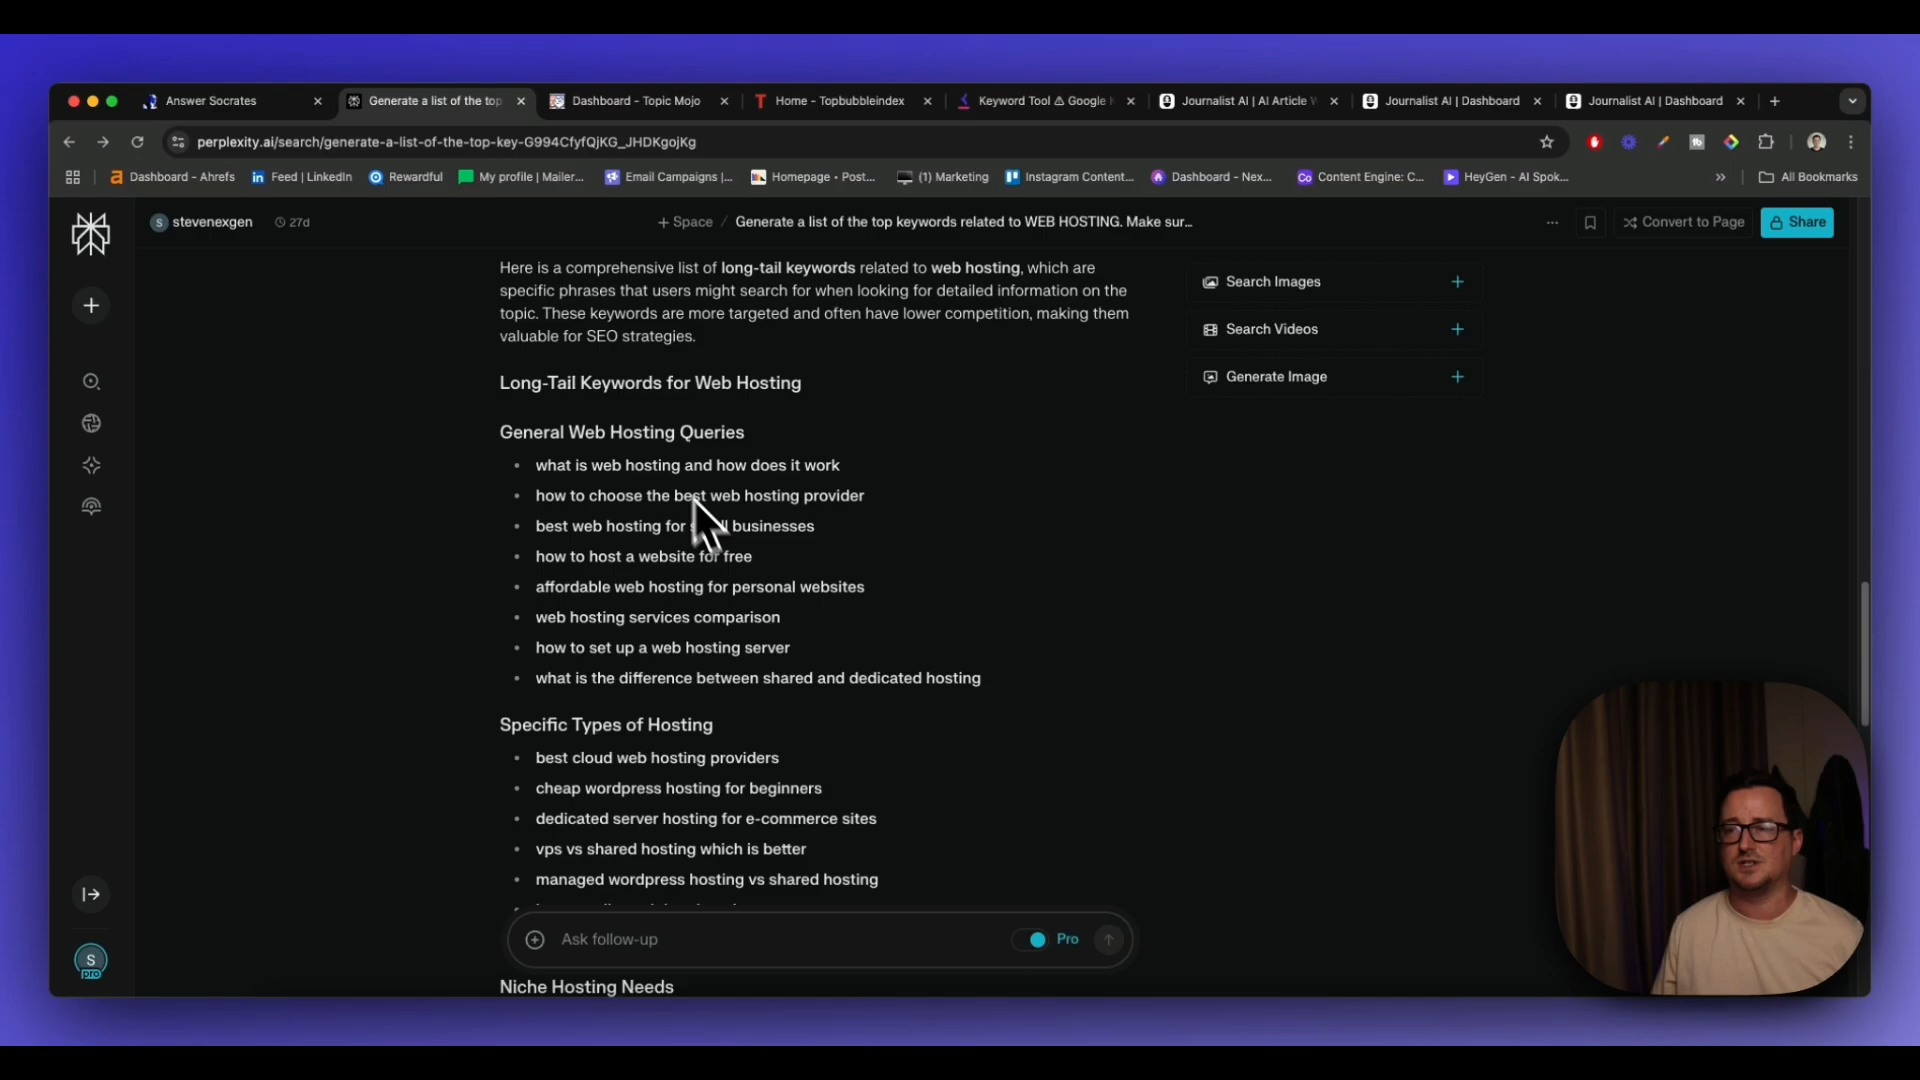 Answer Socrates
Generate a list of the top
Dashboard - Topic Mojo
Home - Topbubbleindex
Keyword Tool ⚠ Google
Journalist AI | AI Article
Journalist AI | Dashboard
Journalist AI | Dashboard
perplexity.ai/search/generate-a-list-of-the-top-key-G994CfyfQjKG_JHDKgojKg
Dashboard - Ahrefs
Feed | LinkedIn
Rewardful
My profile | Mailer...
Email Campaigns |...
Homepage • Post...
(1) Marketing
Instagram Content...
Dashboard - Nex...
Content Engine: C...
HeyGen - AI Spok...
All Bookmarks
S stevenexgen
27d
+ Space / Generate a list of the top keywords related to WEB HOSTING. Make sur...
Convert to Page
Share
Here is a comprehensive list of long-tail keywords related to web hosting, which are
specific phrases that users might search for when looking for detailed information on the
topic. These keywords are more targeted and often have lower competition, making them
valuable for SEO strategies.
Search Images
Search Videos
Generate Image
Long-Tail Keywords for Web Hosting
General Web Hosting Queries
• what is web hosting and how does it work
• how to choose the best web hosting provider
• best web hosting for businesses
• how to host a website for free
• affordable web hosting for personal websites
• web hosting services comparison
• how to set up a web hosting server
• what is the difference between shared and dedicated hosting
Specific Types of Hosting
• best cloud web hosting providers
• cheap wordpress hosting for beginners
• dedicated server hosting for e-commerce sites
• vps vs shared hosting which is better
• managed wordpress hosting vs shared hosting
Ask follow-up
Pro
S
pro
Niche Hosting Needs